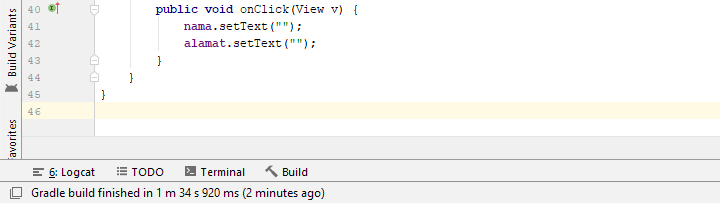 40 public void onClick(View v) {
41 nama.setText("");
42 alamat.setText("");
43 }
44 }
45 }
46
Build Variants
avorites
6: Logcat TODO Terminal Build
Gradle build finished in 1 m 34 s 920 ms (2 minutes ago)